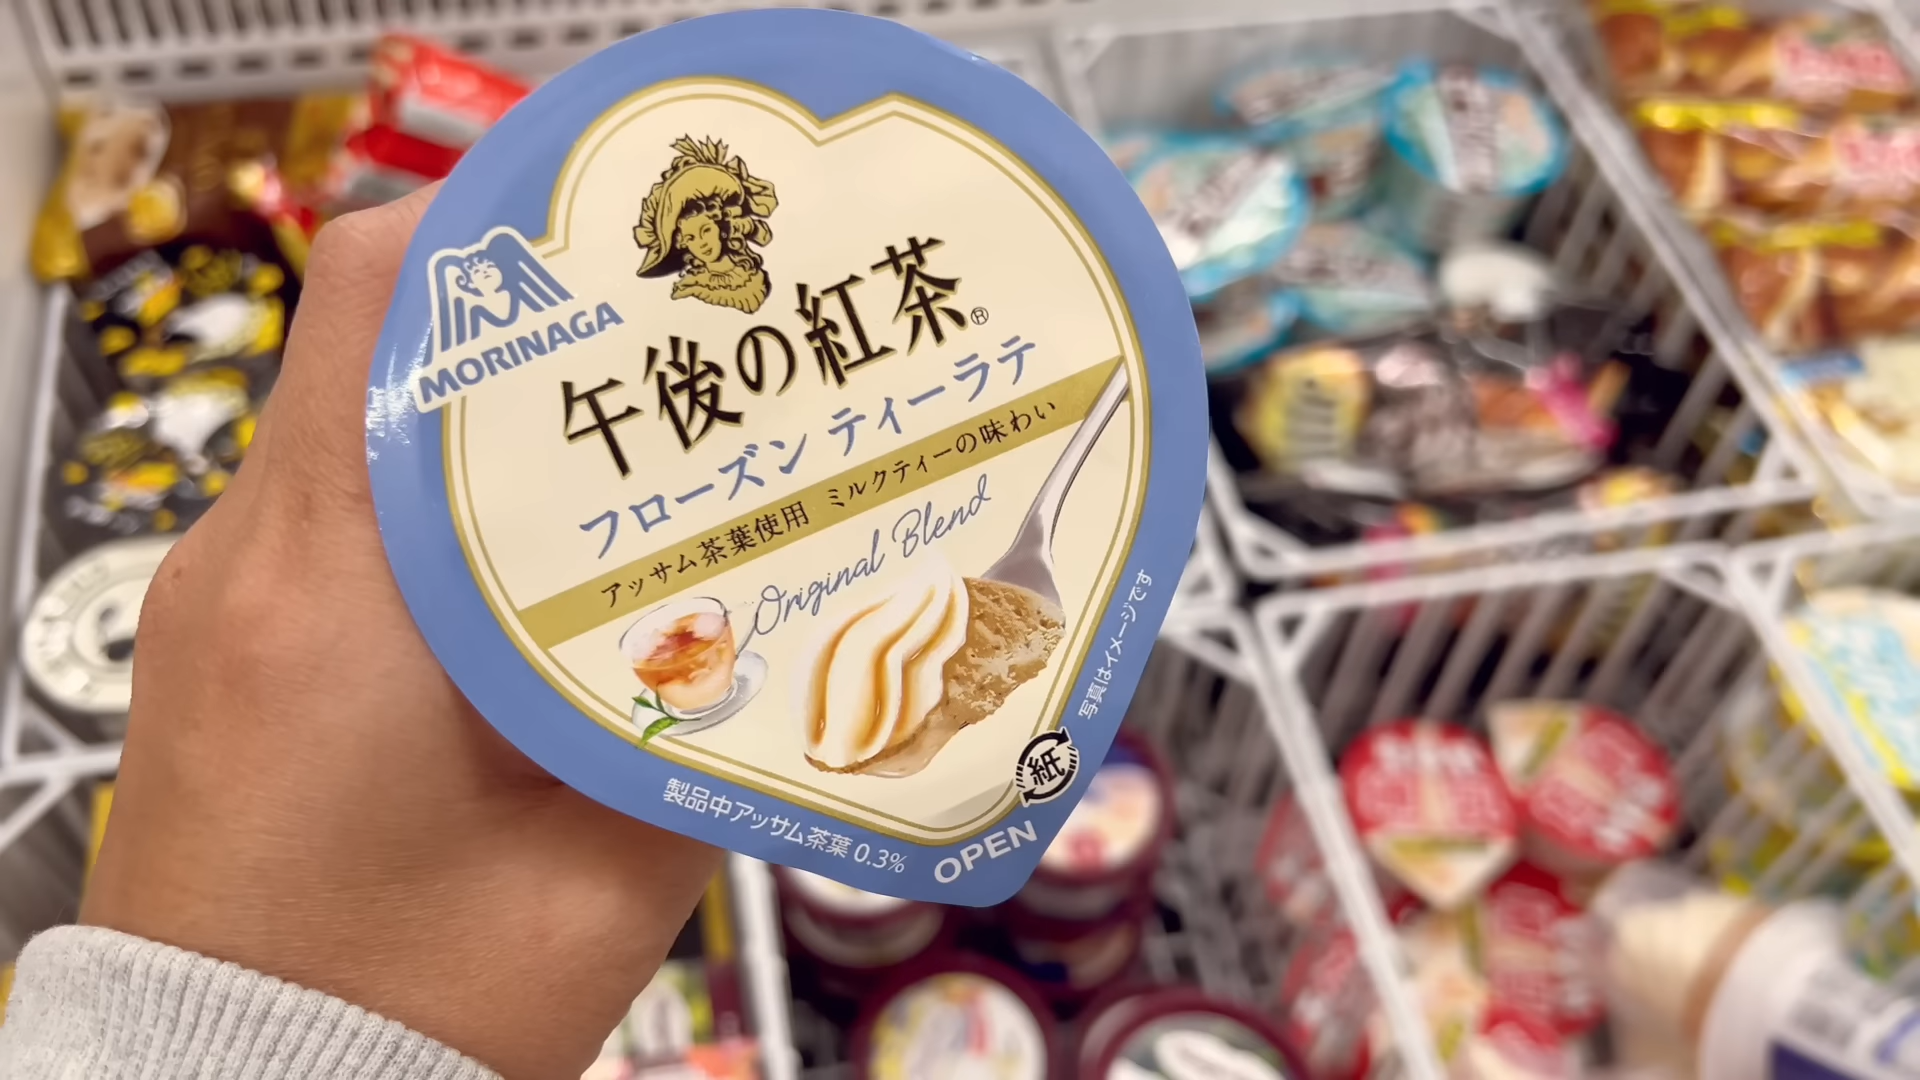 MORINAGA
午後の紅茶®
フローズン ティーラテ
アッサム茶葉使用 ミルクティーの味わい
Original Blend
写真はイメージです
紙
製品中アッサム茶葉 0.3%
OPEN